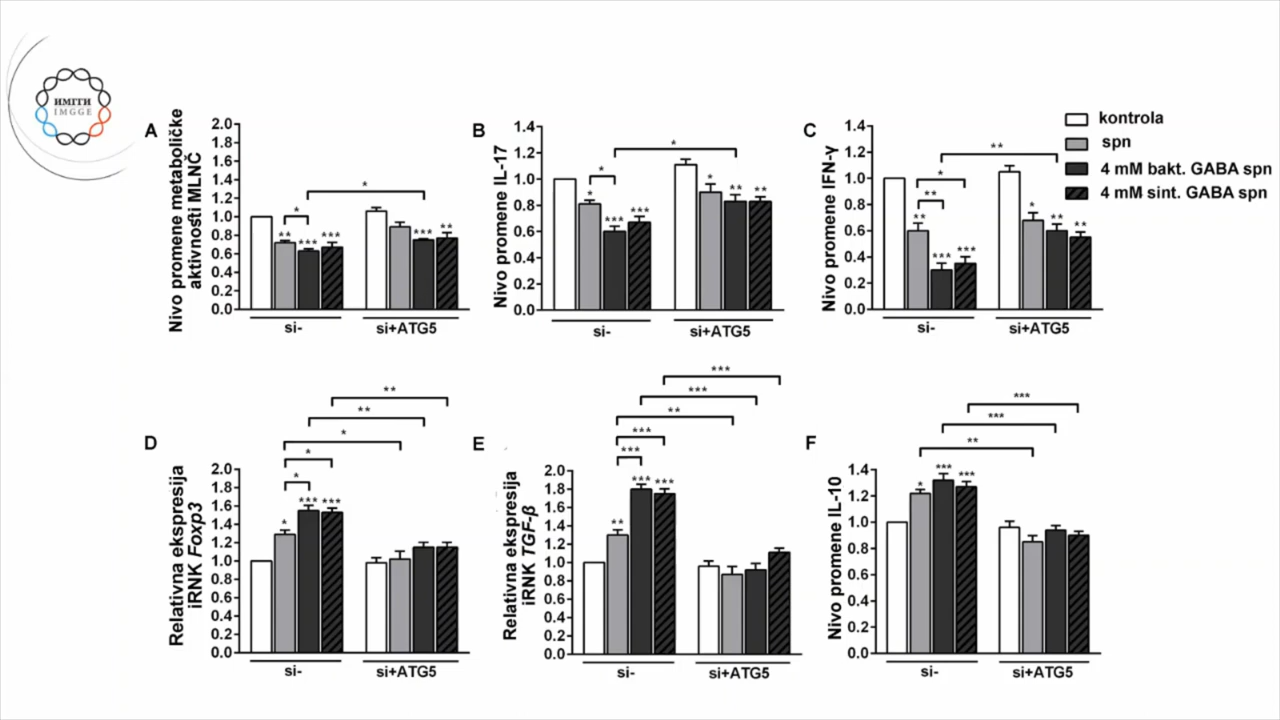 ИМГГИ
IMGGE
kontrola
spn
4 mM bakt. GABA spn
4 mM sint. GABA spn
A
Nivo promene metaboličke
aktivnosti MLNČ
2.0
1.8
1.6
1.4
1.2
1.0
0.8
0.6
0.4
0.2
0.0
*
*
** *** ***
*** **
si-
si+ATG5
B
Nivo promene IL-17
1.4
1.2
1.0
0.8
0.6
0.4
0.2
0.0
*
*
* *** ***
* ** **
si-
si+ATG5
C
Nivo promene IFN-γ
1.4
1.2
1.0
0.8
0.6
0.4
0.2
0.0
**
*
**
** *** ***
* ** **
si-
si+ATG5
D
Relativna ekspresija
iRNK Foxp3
2.0
1.8
1.6
1.4
1.2
1.0
0.8
0.6
0.4
0.2
0.0
**
**
*
*
*
* *** ***
si-
si+ATG5
E
Relativna ekspresija
iRNK TGF-β
2.0
1.8
1.6
1.4
1.2
1.0
0.8
0.6
0.4
0.2
0.0
***
***
**
***
***
** *** ***
si-
si+ATG5
F
Nivo promene IL-10
1.4
1.2
1.0
0.8
0.6
0.4
0.2
0.0
***
***
**
* *** ***
si-
si+ATG5